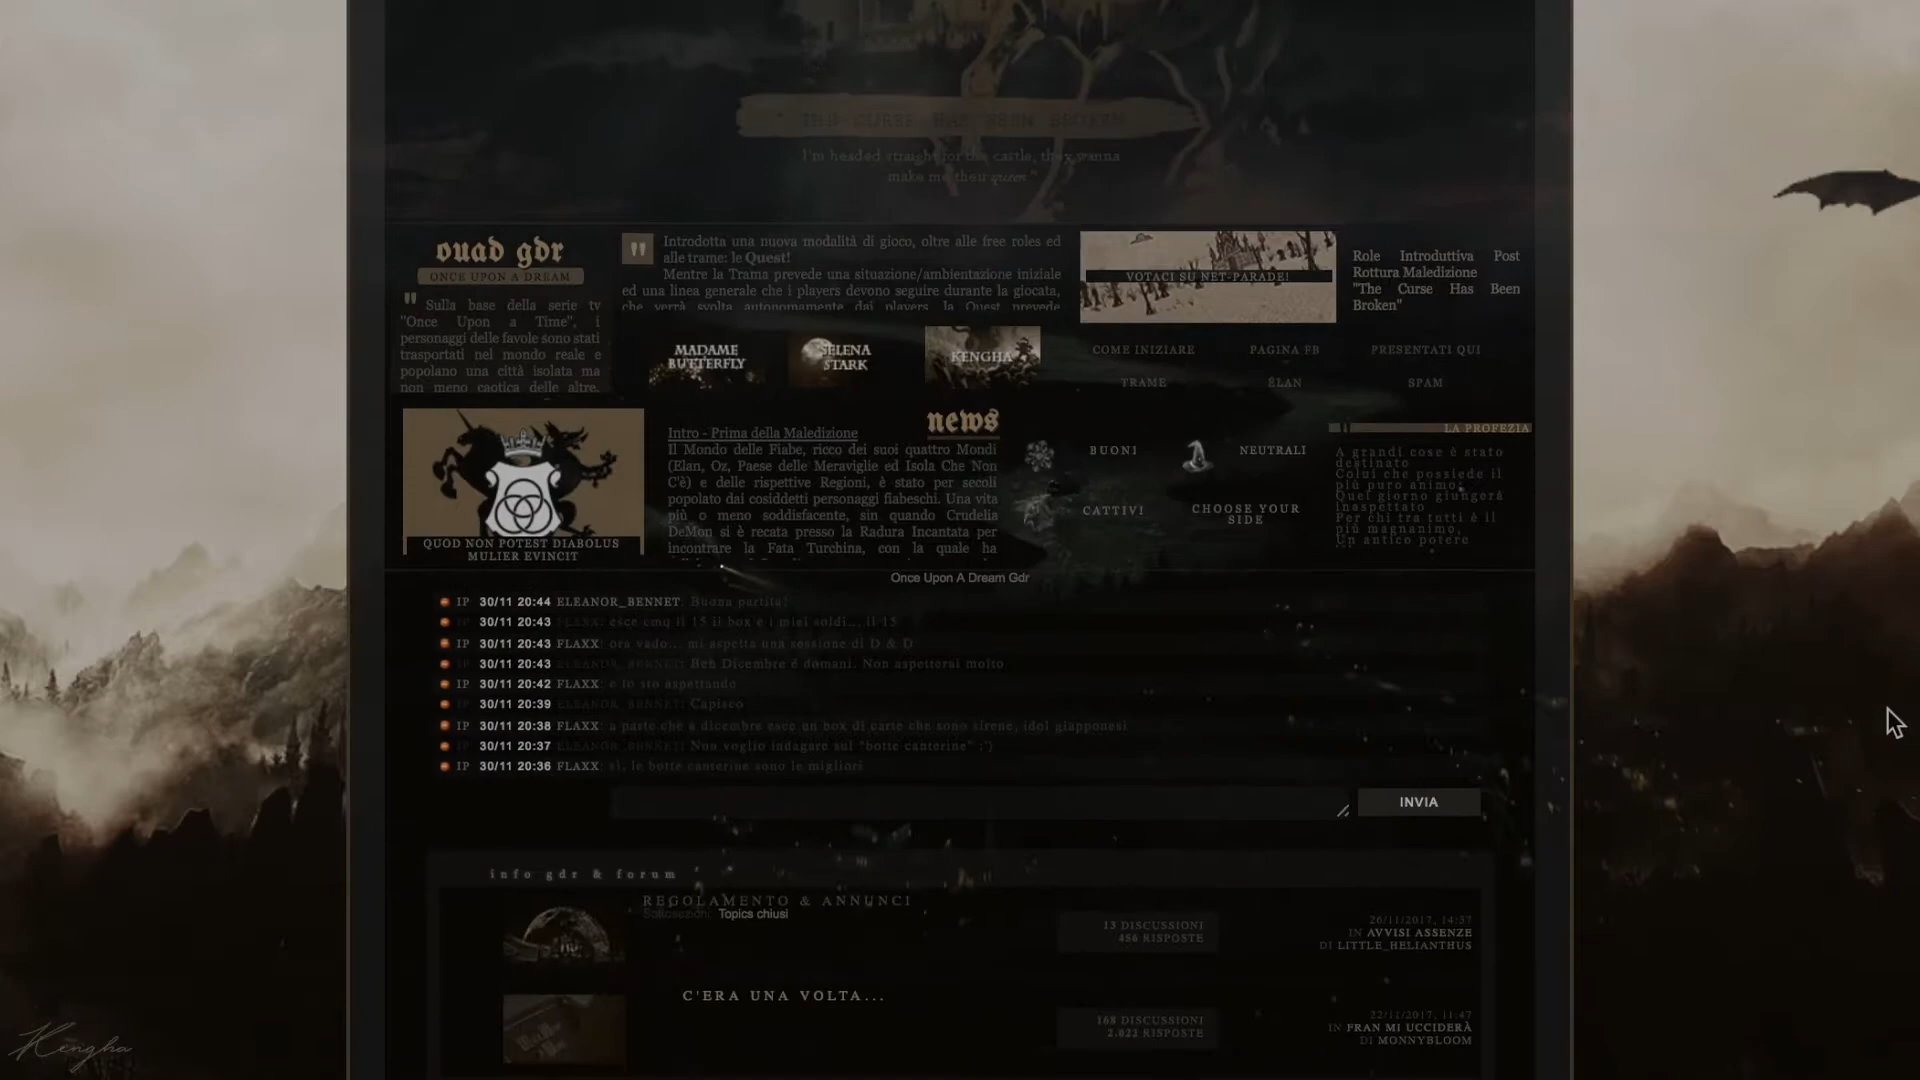 THE CURSE HAS BEEN BROKEN
I'm headed straight for the castle, they wanna
make me their queen"
ouad gdr
ONCE UPON A DREAM
" Sulla base della serie tv
"Once Upon a Time", i
personaggi delle favole sono stati
trasportati nel mondo reale e
popolano una città isolata ma
non meno caotica delle altre.
"
Introdotta una nuova modalità di gioco, oltre alle free roles ed
alle trame: le Quest!
Mentre la Trama prevede una situazione/ambientazione iniziale
ed una linea generale che i players devono seguire durante la giocata,
che verrà svolta autonomamente dai players, la Quest prevede
MADAME
BUTTERFLY
SELENA
STARK
KENGHA
VOTACI SU NET-PARADE!
Role Introduttiva Post
Rottura Maledizione
"The Curse Has Been
Broken"
COME INIZIARE
PAGINA FB
PRESENTATI QUI
TRAME
ÈLAN
SPAM
QUOD NON POTEST DIABOLUS
MULIER EVINCIT
news
Intro - Prima della Maledizione
Il Mondo delle Fiabe, ricco dei suoi quattro Mondi
(Elan, Oz, Paese delle Meraviglie ed Isola Che Non
C'è) e delle rispettive Regioni, è stato per secoli
popolato dai cosiddetti personaggi fiabeschi. Una vita
più o meno soddisfacente, sin quando Crudelia
DeMon si è recata presso la Radura Incantata per
incontrare la Fata Turchina, con la quale ha
BUONI
NEUTRALI
CATTIVI
CHOOSE YOUR
SIDE
LA PROFEZIA
A grandi cose è stato
destinato
Colui che possiede il
più puro animo;
Quel giorno giungerà
inaspettato
Per chi tra tutti è il
più magnanimo,
Un antico potere
Once Upon A Dream Gdr
IP 30/11 20:44 ELEANOR_BENNET: Buona partita!
IP 30/11 20:43 FLAXX: esce cmq il 15 il box e i miei soldi... il 15
IP 30/11 20:43 FLAXX: ora vado... mi aspetta una sessione di D & D
IP 30/11 20:43 ELEANOR_BENNET: Beh Dicembre è domani. Non aspetterai molto
IP 30/11 20:42 FLAXX: e lo sto aspettando
IP 30/11 20:39 ELEANOR_BENNET: Capisco
IP 30/11 20:38 FLAXX: a parte che a dicembre esce un box di carte che sono sirene, idol giapponesi
IP 30/11 20:37 ELEANOR_BENNET: Non voglio indagare sul "botte canterine" :')
IP 30/11 20:36 FLAXX: sì, le botte canterine sono le migliori
INVIA
info gdr & forum
REGOLAMENTO & ANNUNCI
Sottosezioni: Topics chiusi
13 DISCUSSIONI
456 RISPOSTE
26/11/2017, 14:37
IN AVVISI ASSENZE
DI LITTLE_HELIANTHUS
C'ERA UNA VOLTA...
168 DISCUSSIONI
2.022 RISPOSTE
22/11/2017, 11:47
IN FRAN MI UCCIDERÀ
DI MONNYBLOOM
Kengha